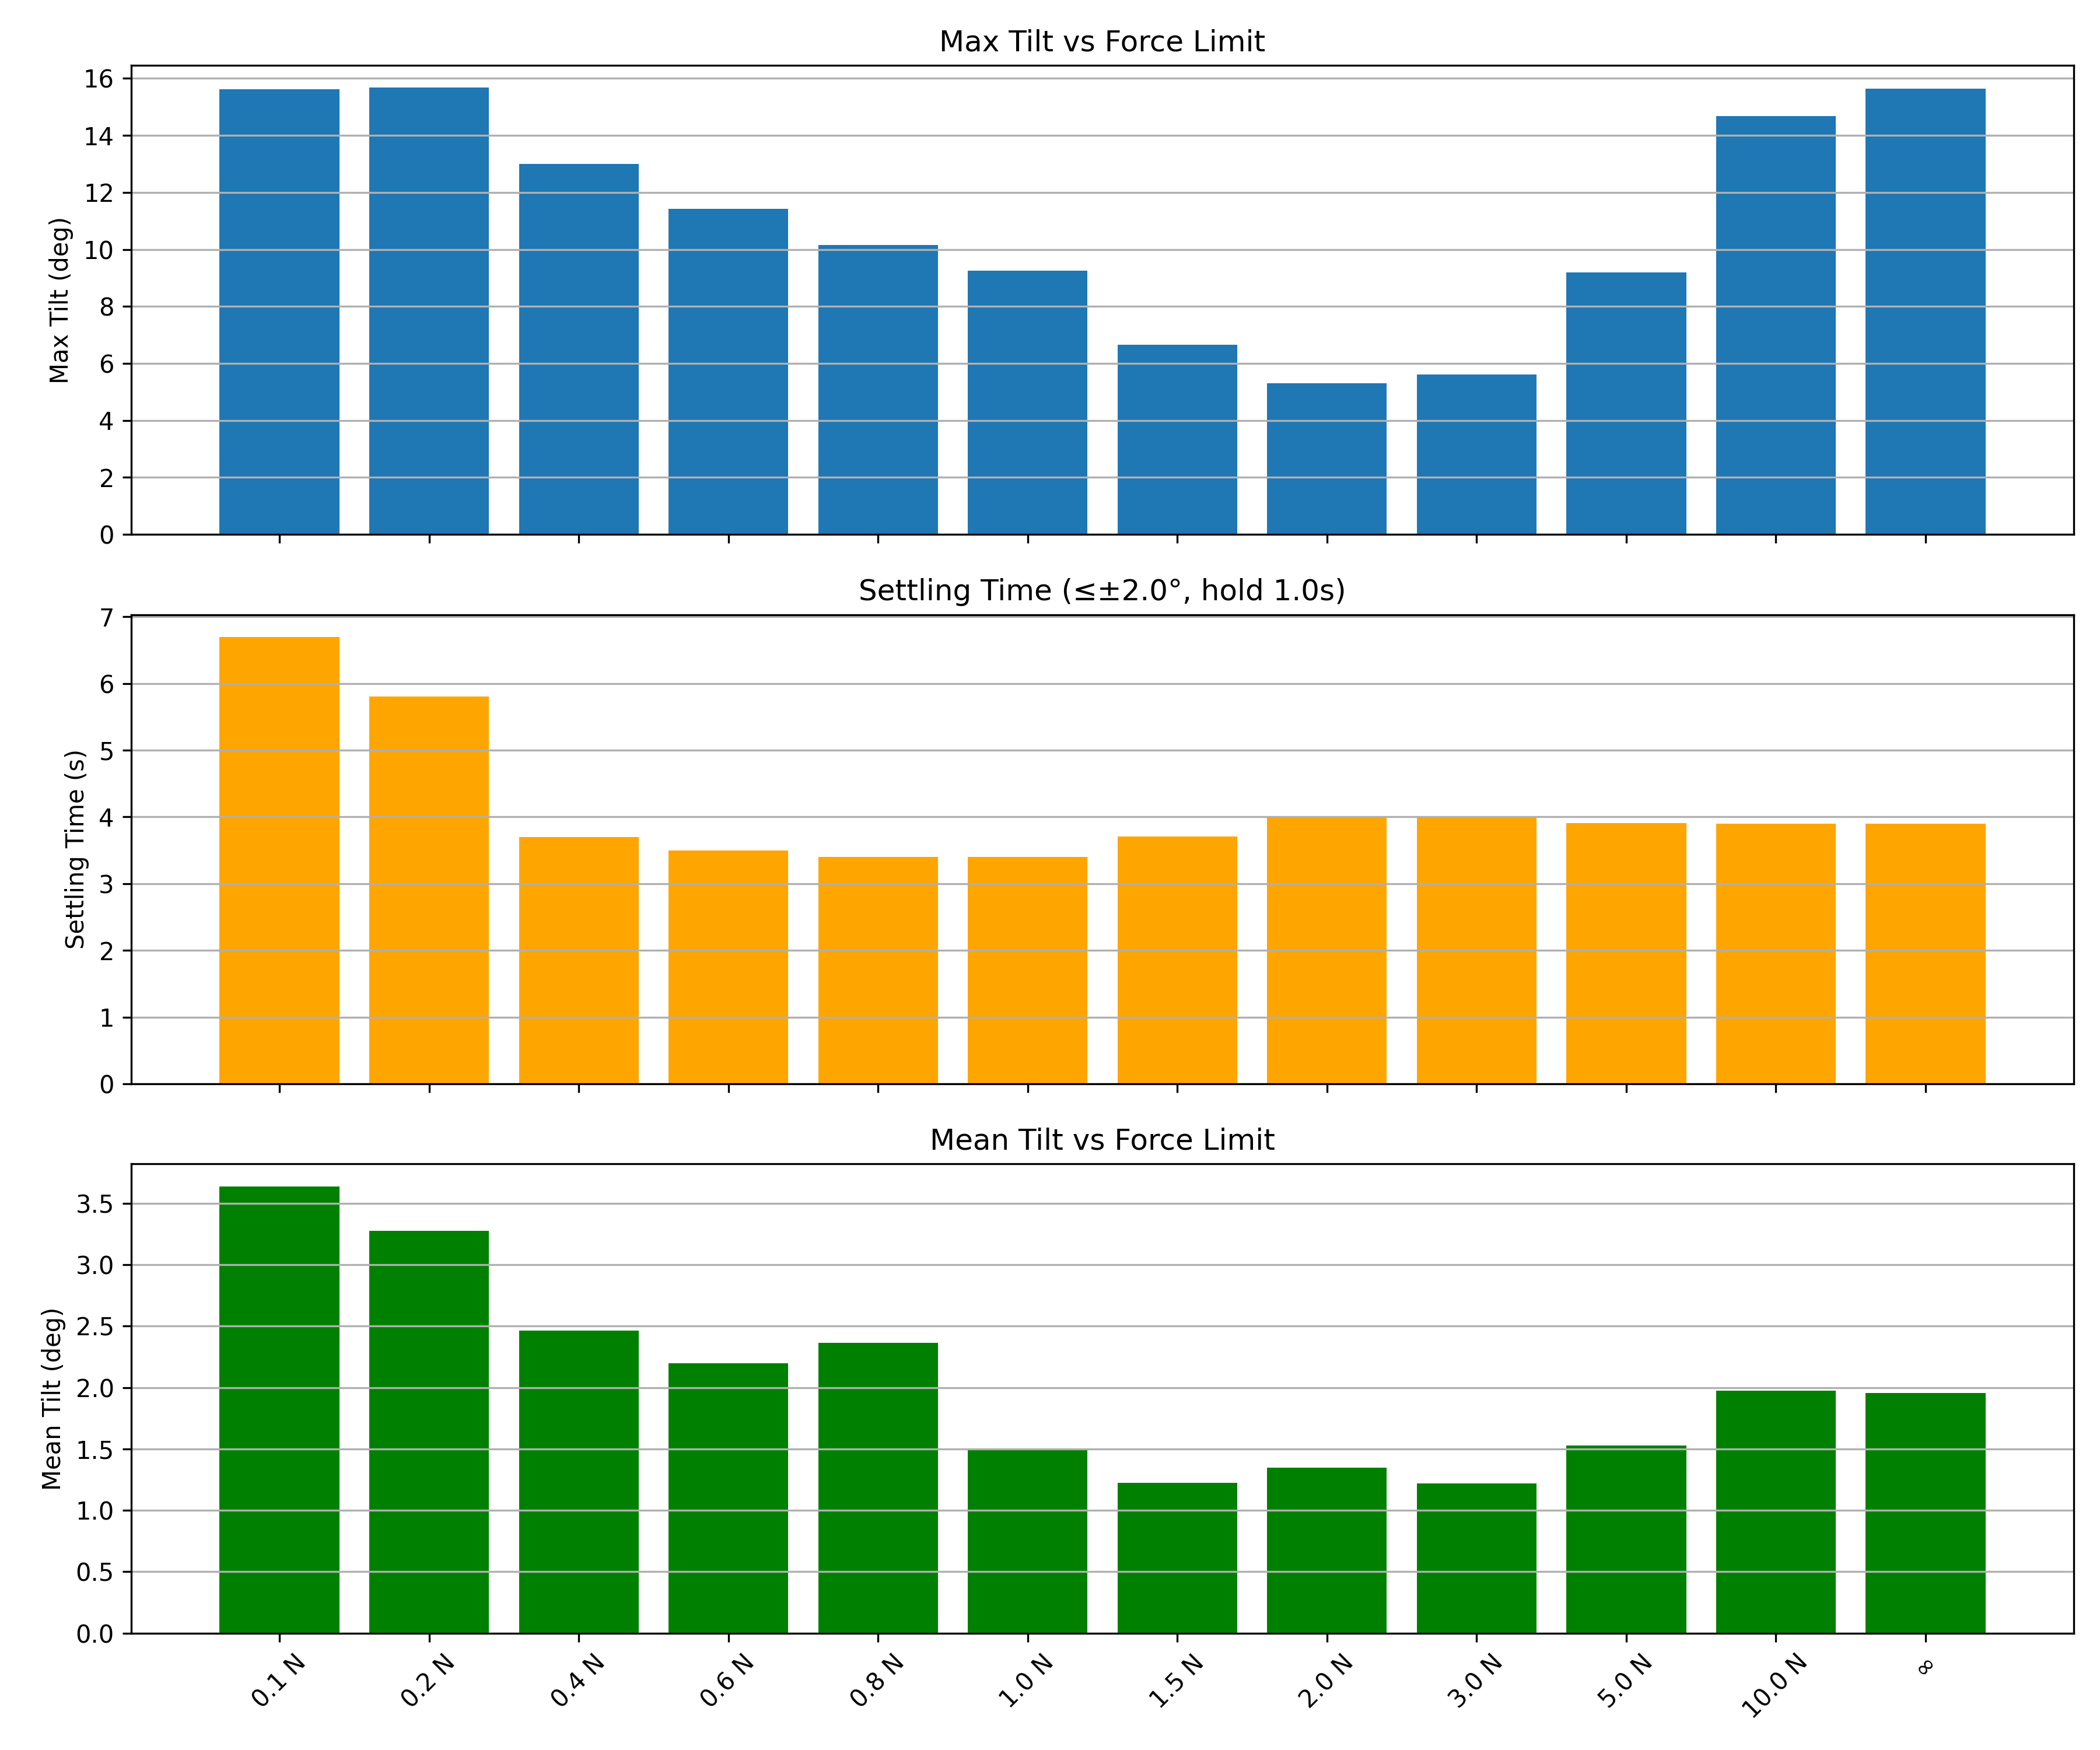 Max Tilt vs Force Limit
Max Tilt (deg)
16
14
12
10
8
6
4
2
0
Settling Time (≤±2.0°, hold 1.0s)
Settling Time (s)
7
6
5
4
3
2
1
0
Mean Tilt vs Force Limit
Mean Tilt (deg)
3.5
3.0
2.5
2.0
1.5
1.0
0.5
0.0
0.1 N
0.2 N
0.4 N
0.6 N
0.8 N
1.0 N
1.5 N
2.0 N
3.0 N
5.0 N
10.0 N
∞